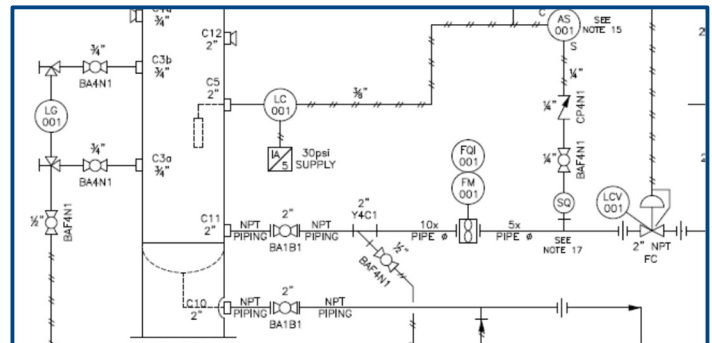 C1d
¾"
C12
2"
C
AS
001
S
SEE
NOTE 15
2
¾"
BA4N1
C3b
¾"
LG
001
C5
2"
LC
001
⅜"
¼"
¼"
CP4N1
IA
5
30psi
SUPPLY
¾"
BA4N1
C3a
¾"
FQI
001
FM
001
¼"
BAF4N1
SQ
LCV
001
½"
BAF4N1
C11
2"
NPT
PIPING
2"
BA1B1
NPT
PIPING
2"
Y4C1
10x
PIPE Ø
5x
PIPE Ø
SEE
NOTE 17
2" NPT
FC
½"
BAF4N1
C10
2"
NPT
PIPING
2"
BA1B1
NPT
PIPING